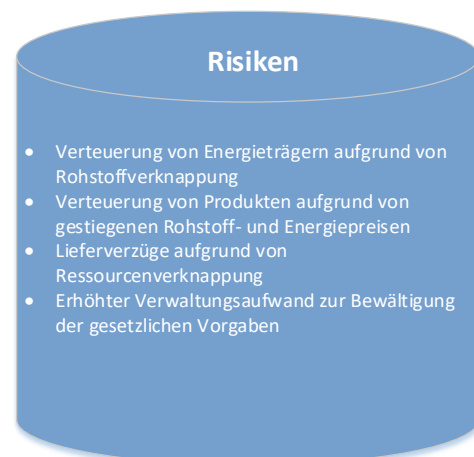 Risiken
• Verteuerung von Energieträgern aufgrund von
Rohstoffverknappung
• Verteuerung von Produkten aufgrund von
gestiegenen Rohstoff- und Energiepreisen
• Lieferverzüge aufgrund von
Ressourcenverknappung
• Erhöhter Verwaltungsaufwand zur Bewältigung
der gesetzlichen Vorgaben